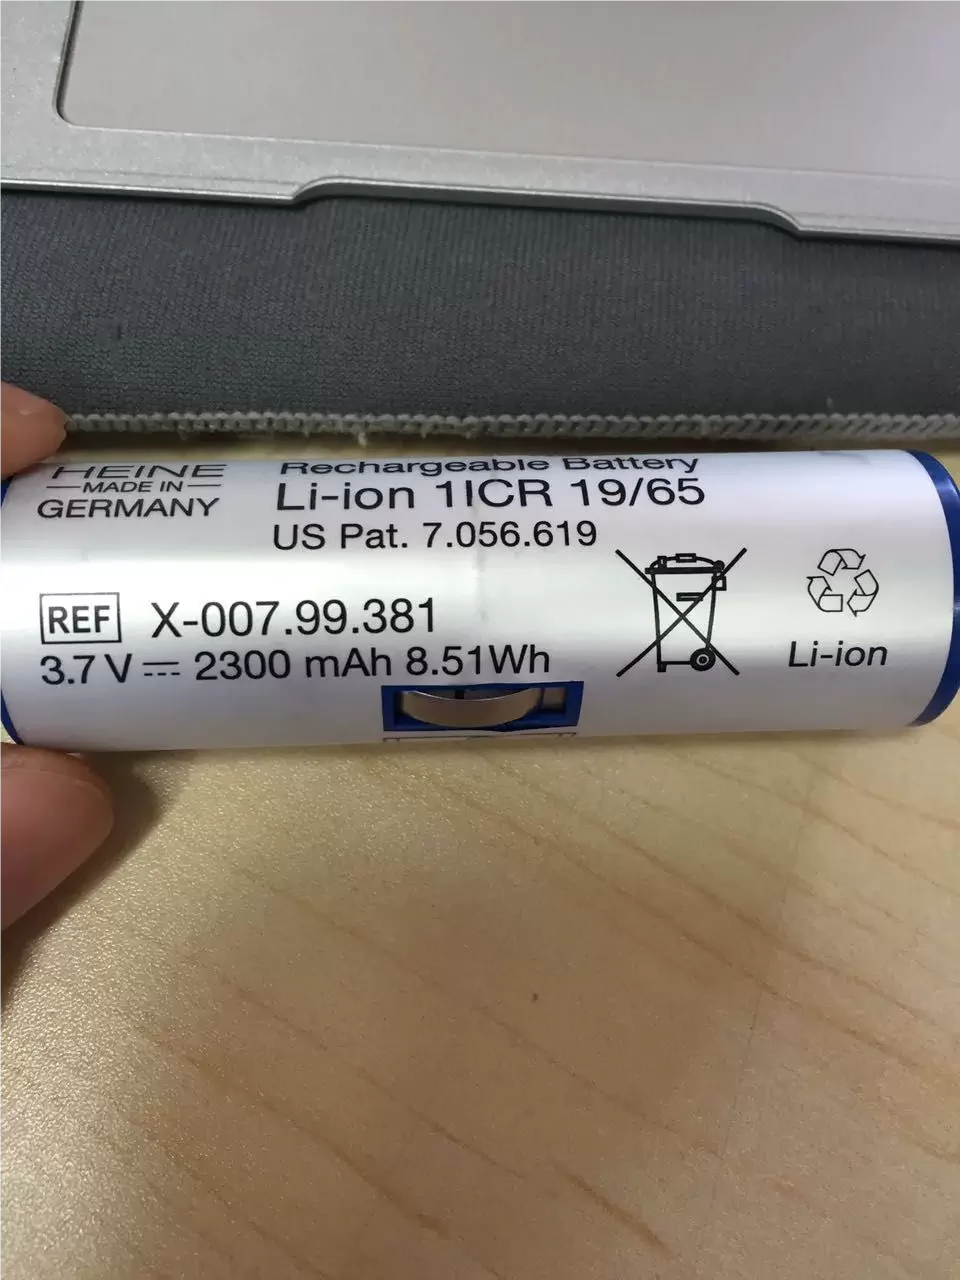 HEINE
MADE IN
GERMANY
Rechargeable Battery
Li-ion 1ICR 19/65
US Pat. 7.056.619
REF X-007.99.381
3.7 V 2300 mAh 8.51Wh
Li-ion